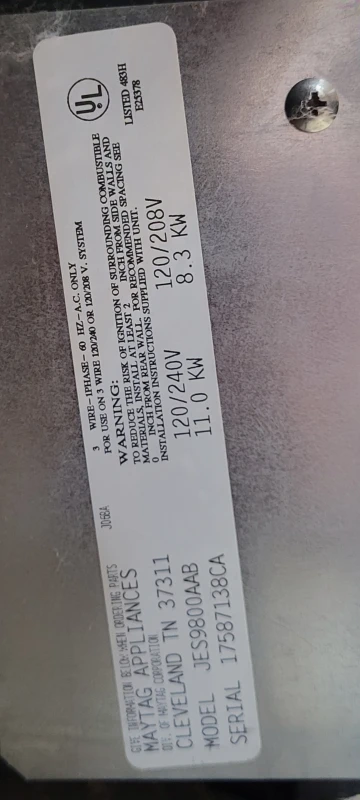 GIVE INFORMATION BELOW WHEN ORDERING PARTS
MAYTAG APPLIANCES
DIV. OF MAYTAG CORPORATION
CLEVELAND TN 37311
MODEL JES9800AAB
SERIAL 17587138CA
J068A
3 WIRE-1PHASE- 60 HZ-A.C. ONLY
FOR USE ON 3 WIRE 120/240 OR 120/208 V. SYSTEM
WARNING:
TO REDUCE THE RISK OF IGNITION OF SURROUNDING COMBUSTIBLE
MATERIALS, INSTALL AT LEAST 2 INCH FROM SIDE WALLS AND
0 INCH FROM REAR WALL. FOR RECOMMENDED SPACING SEE
INSTALLATION INSTRUCTIONS SUPPLIED WITH UNIT.
120/240V 120/208V
11.0 KW 8.3 KW
UL
LISTED 483H
E25378